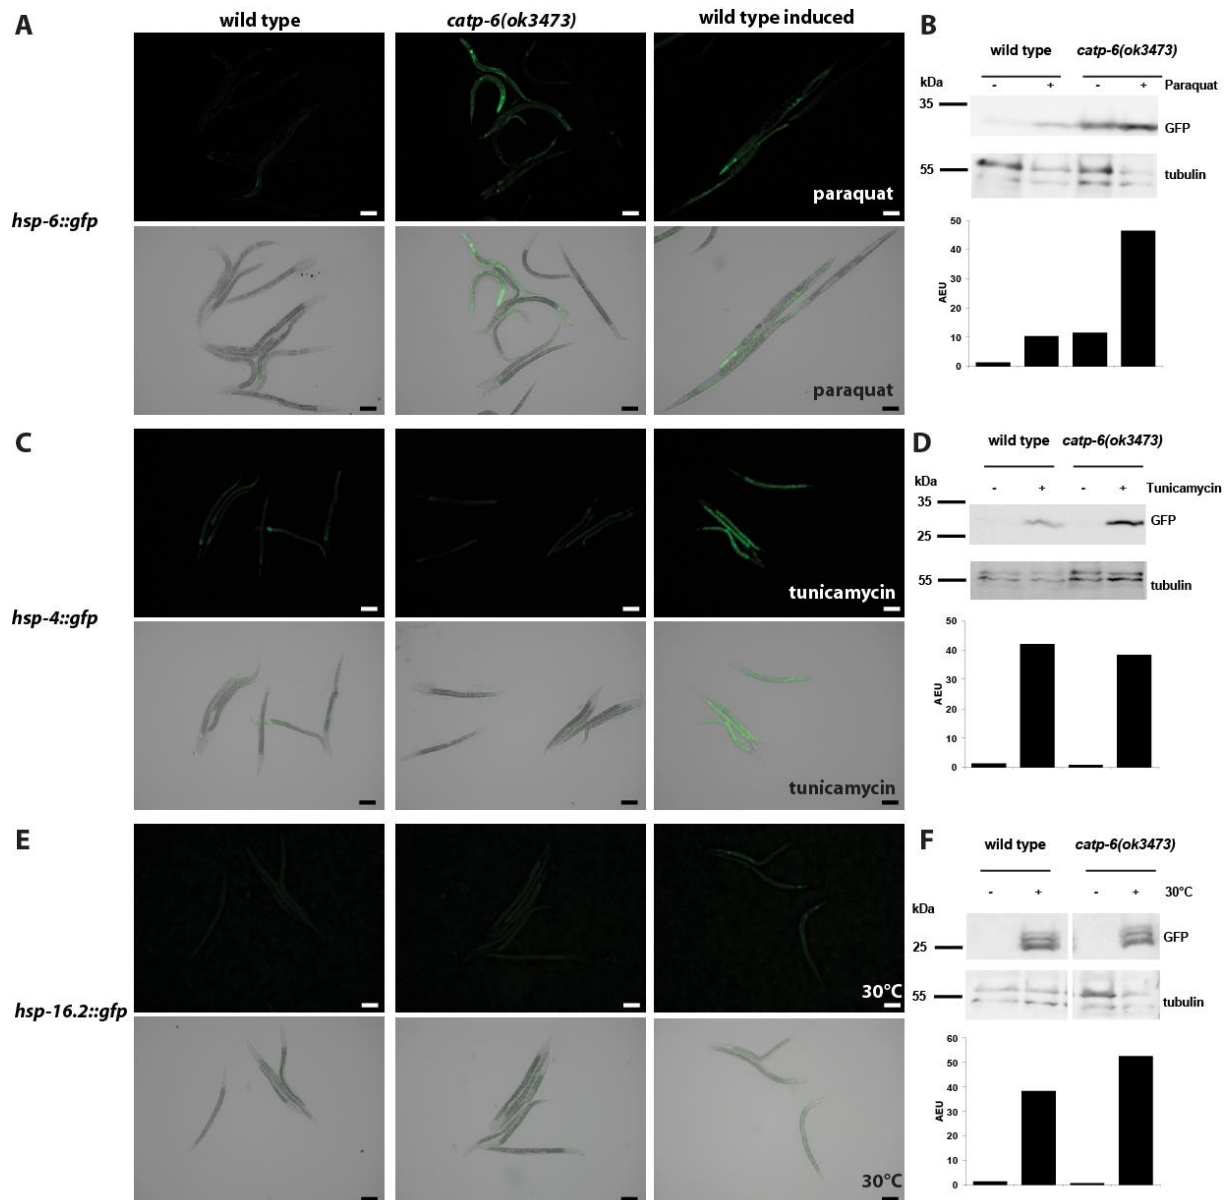 A
wild type
catp-6(ok3473)
wild type induced
hsp-6::gfp
paraquat
paraquat
B
wild type
catp-6(ok3473)
kDa
- + - + Paraquat
35
GFP
55
tubulin
50
40
30
20
10
0
AEU
C
hsp-4::gfp
tunicamycin
tunicamycin
D
wild type
catp-6(ok3473)
kDa
- + - + Tunicamycin
35
GFP
25
55
tubulin
50
40
30
20
10
0
AEU
E
hsp-16.2::gfp
30°C
30°C
F
wild type
catp-6(ok3473)
- + - + 30°C
kDa
GFP
25
55
tubulin
60
50
40
30
20
10
0
AEU